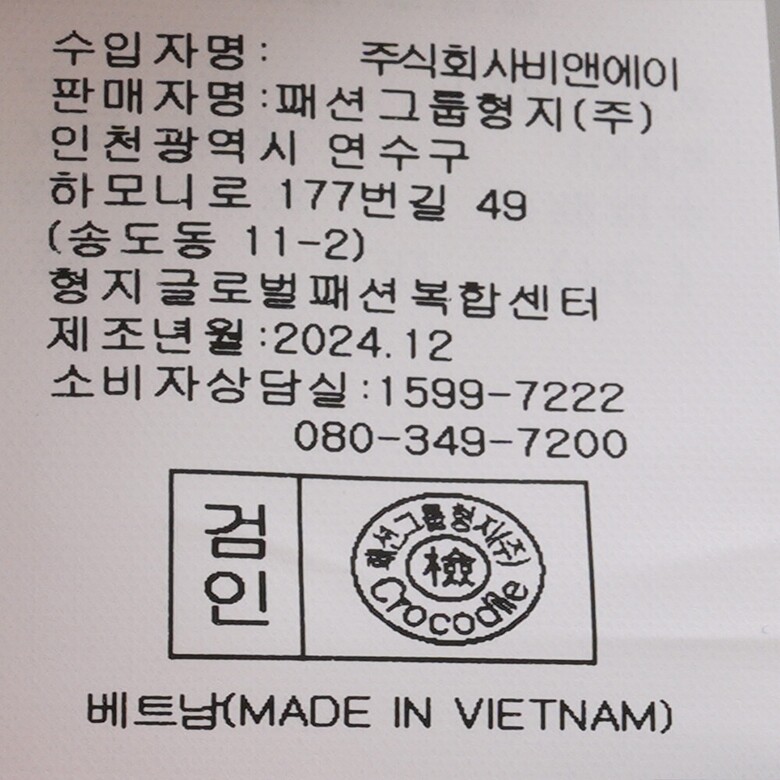 수입자명: 주식회사비앤에이
판매자명:패션그룹형지(주)
인천광역시 연수구
하모니로 177번길 49
(송도동 11-2)
형지글로벌패션복합센터
제조년월:2024.12
소비자상담실:1599-7222
080-349-7200
검인
패션그룹형지(주)
檢
Crocodile
베트남(MADE IN VIETNAM)